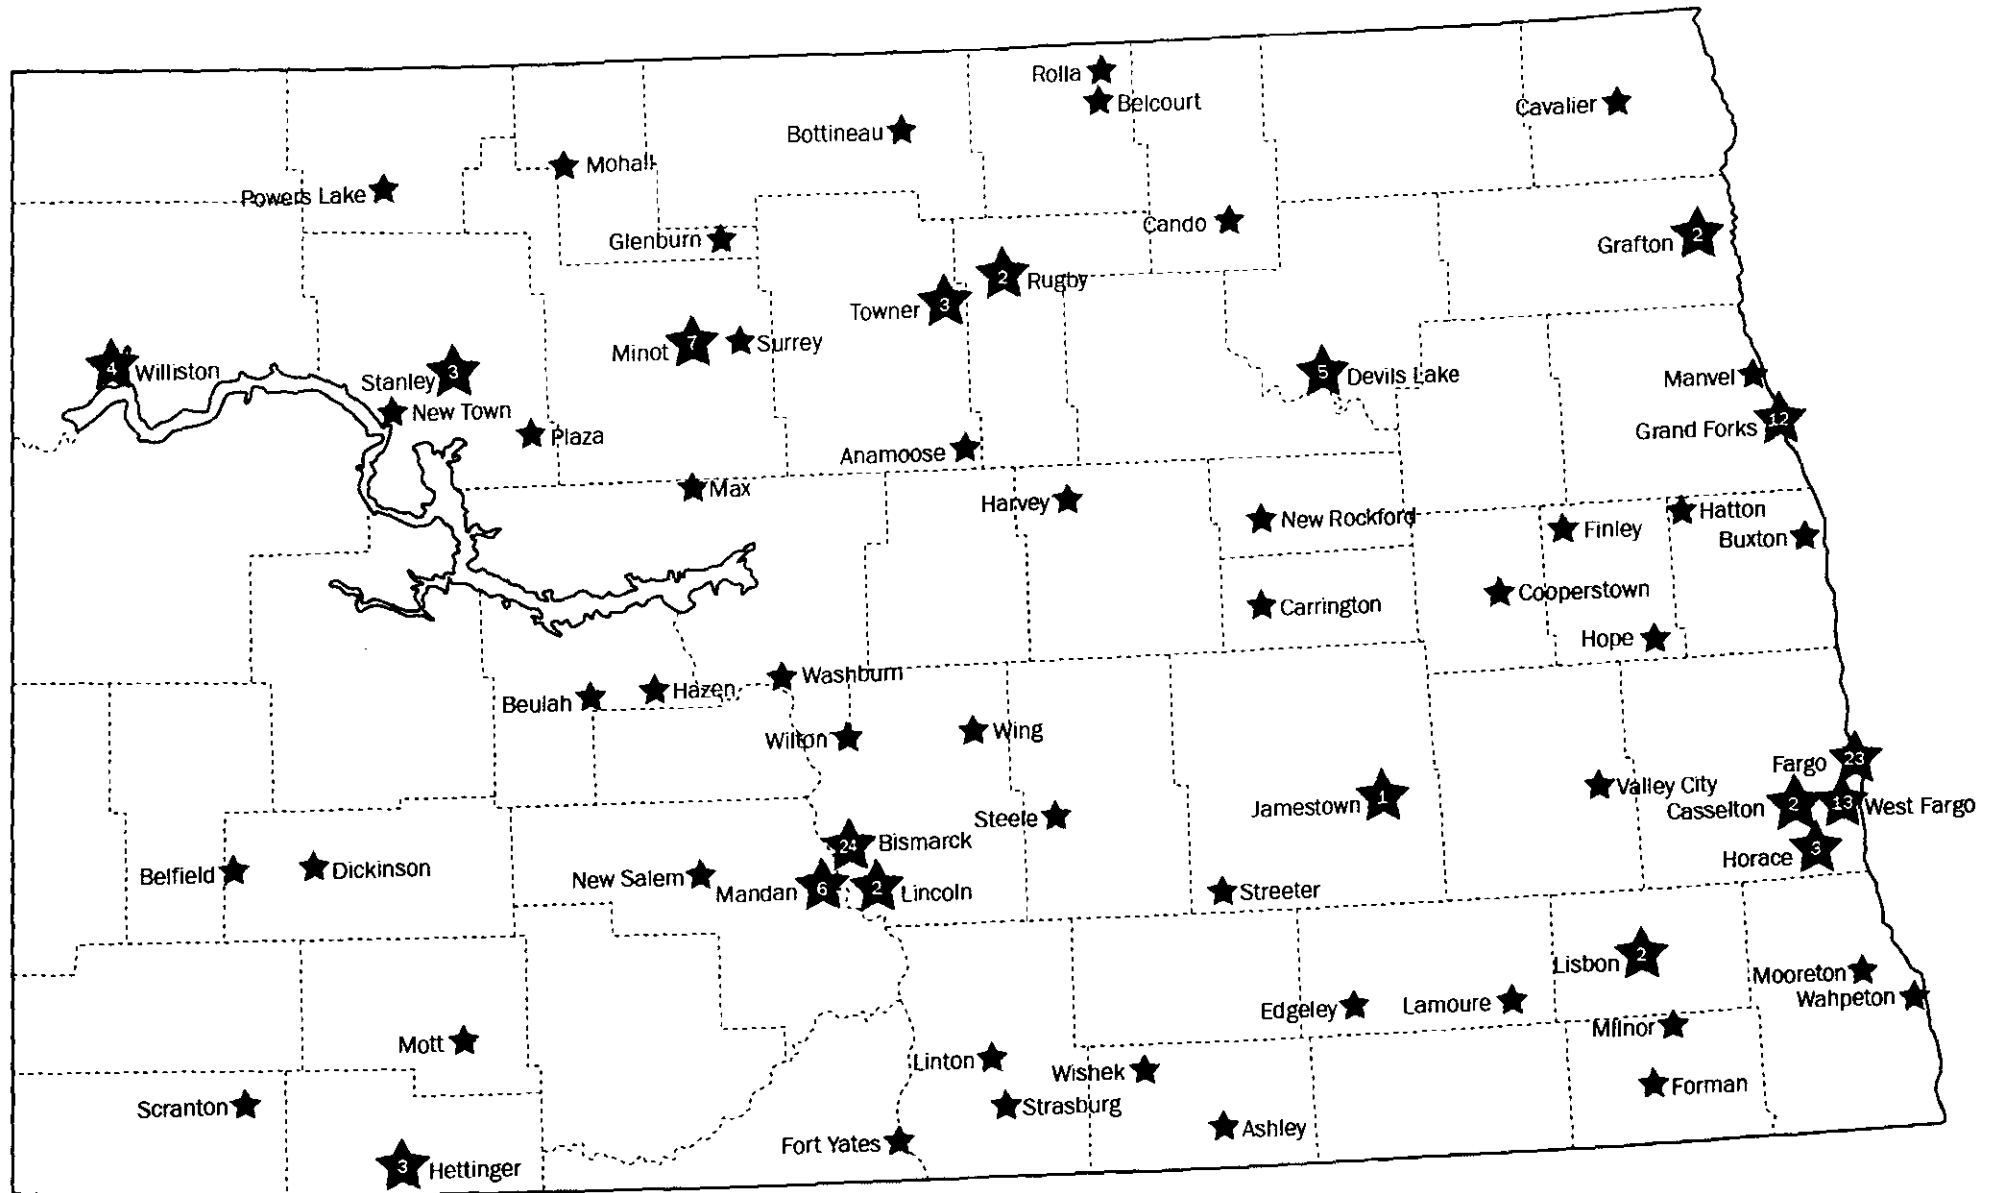 Rolla
Belcourt
Cavalier
Bottineau
Mohall
Powers Lake
Cando
Glenburn
Grafton 2
2 Rugby
Towner 3
Minot 7
Surrey
4 Williston
Stanley 3
5 Devils Lake
Manvel
New Town
Plaza
Grand Forks 12
Anamoose
Max
Harvey
New Rockford
Hatton
Finley
Buxton
Cooperstown
Carrington
Hope
Washburn
Hazen
Beulah
Wilton
Wing
Fargo 23
Valley City
Jamestown 1
Casselton 2
13 West Fargo
Steele
24 Bismarck
Horace 3
Belfield
Dickinson
New Salem
Mandan 6
2 Lincoln
Streeter
Lisbon 2
Mooreton
Wahpeton
Edgeley
Lamoure
Milnor
Mott
Linton
Wishek
Forman
Scranton
Strasburg
Ashley
Fort Yates
3 Hettinger